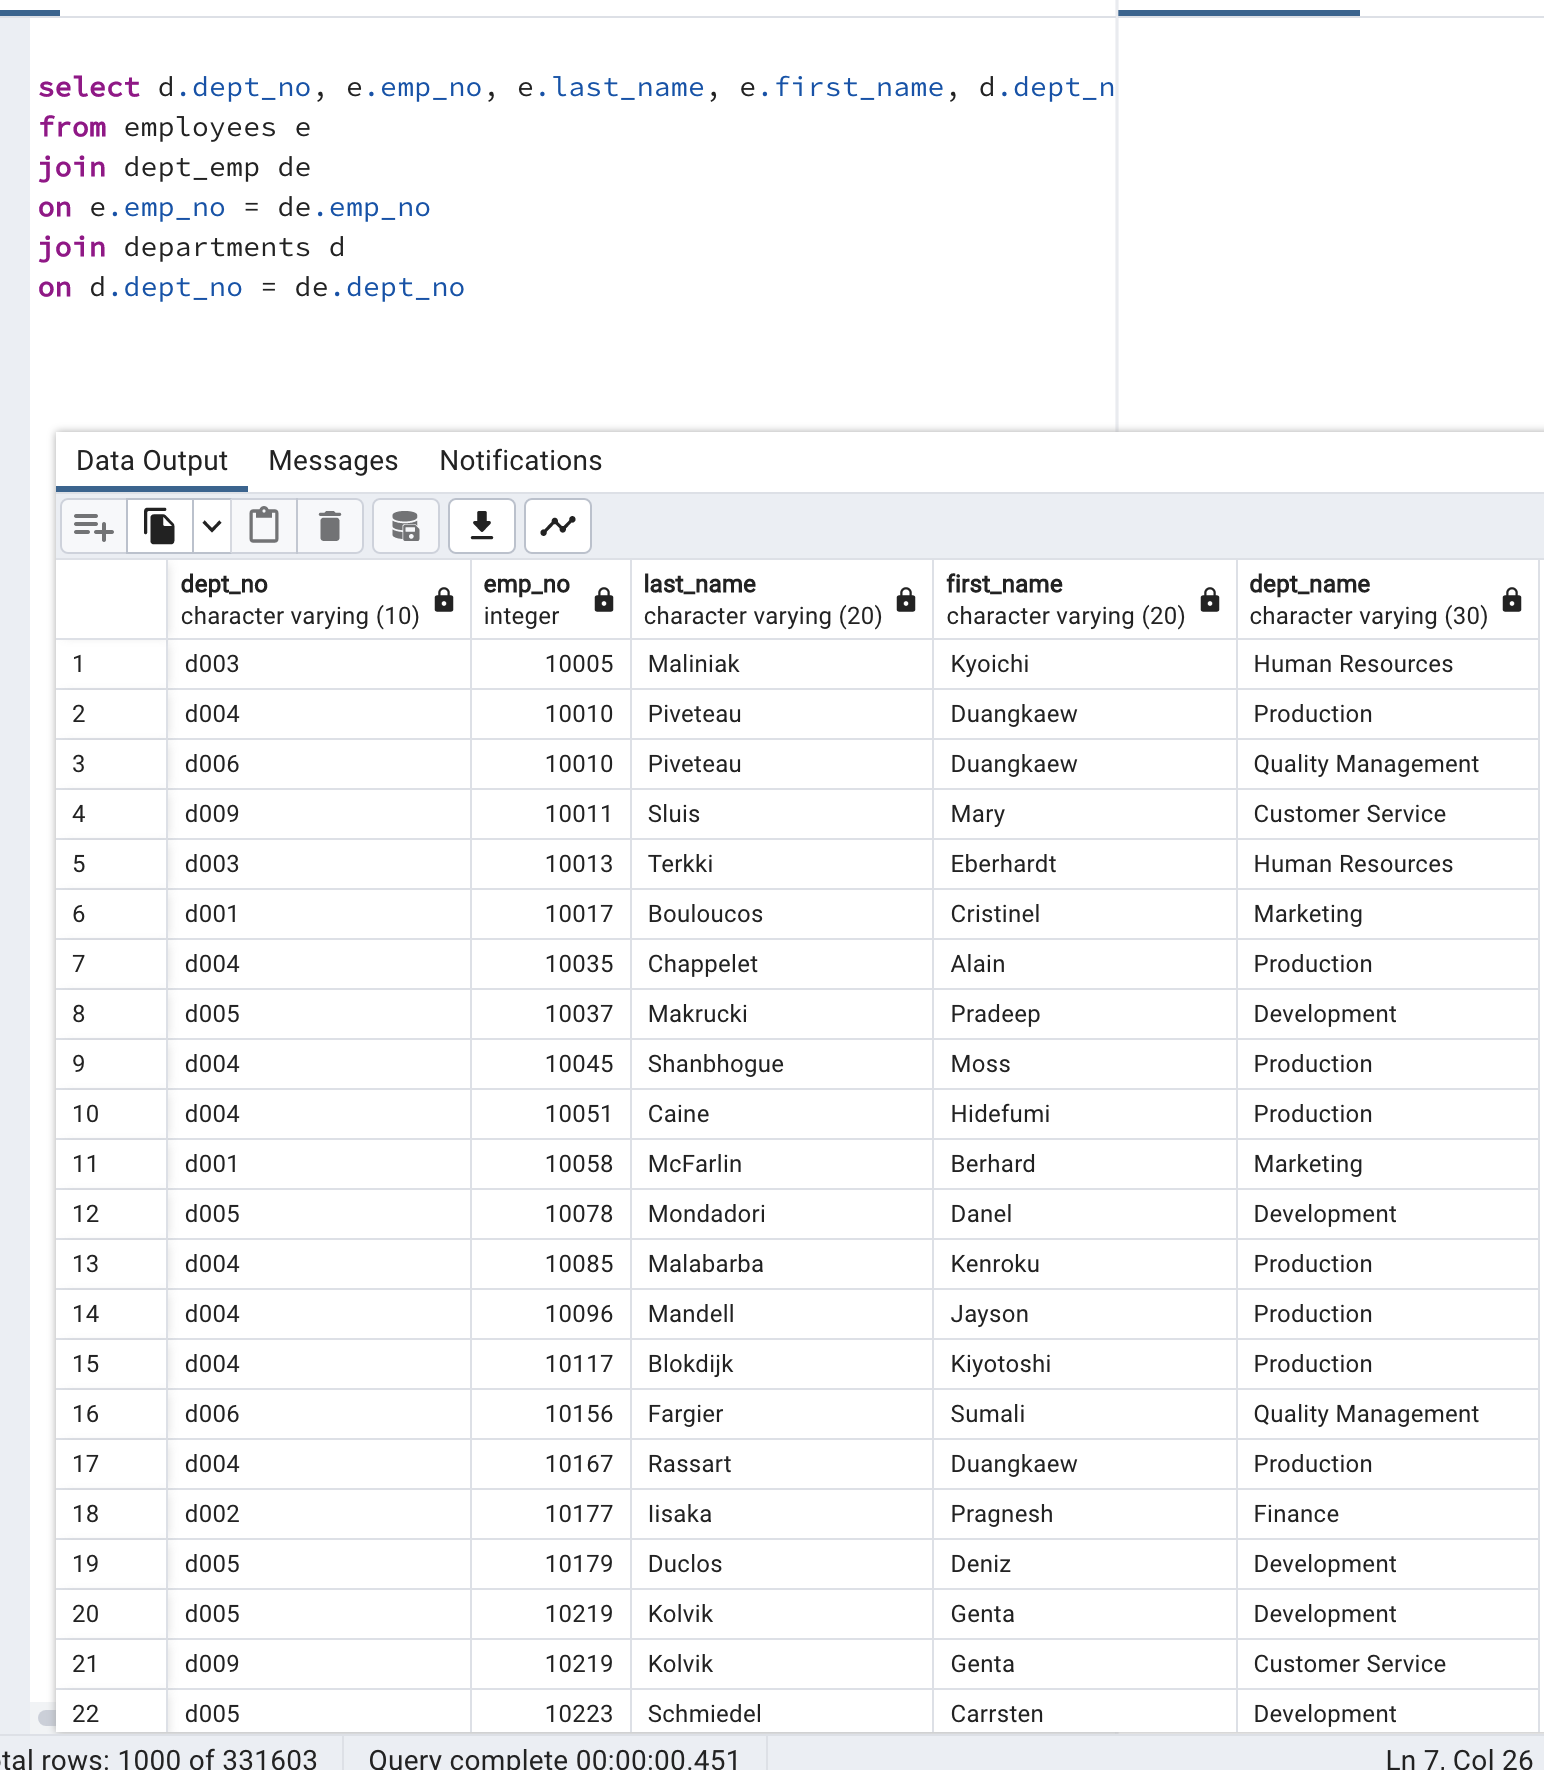 select d.dept_no, e.emp_no, e.last_name, e.first_name, d.dept_n
from employees e
join dept_emp de
on e.emp_no = de.emp_no
join departments d
on d.dept_no = de.dept_no
Data Output Messages Notifications
dept_no emp_no last_name first_name dept_name
character varying (10) integer character varying (20) character varying (20) character varying (30)
1 d003 10005 Maliniak Kyoichi Human Resources
2 d004 10010 Piveteau Duangkaew Production
3 d006 10010 Piveteau Duangkaew Quality Management
4 d009 10011 Sluis Mary Customer Service
5 d003 10013 Terkki Eberhardt Human Resources
6 d001 10017 Bouloucos Cristinel Marketing
7 d004 10035 Chappelet Alain Production
8 d005 10037 Makrucki Pradeep Development
9 d004 10045 Shanbhogue Moss Production
10 d004 10051 Caine Hidefumi Production
11 d001 10058 McFarlin Berhard Marketing
12 d005 10078 Mondadori Danel Development
13 d004 10085 Malabarba Kenroku Production
14 d004 10096 Mandell Jayson Production
15 d004 10117 Blokdijk Kiyotoshi Production
16 d006 10156 Fargier Sumali Quality Management
17 d004 10167 Rassart Duangkaew Production
18 d002 10177 Iisaka Pragnesh Finance
19 d005 10179 Duclos Deniz Development
20 d005 10219 Kolvik Genta Development
21 d009 10219 Kolvik Genta Customer Service
22 d005 10223 Schmiedel Carrsten Development
tal rows: 1000 of 331603 Query complete 00:00:00.451 Ln 7, Col 26